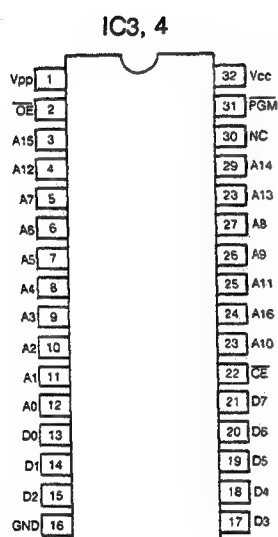 IC3, 4
Vpp 1 32 Vcc
O̅E̅ 2 31 P̅G̅M̅
A15 3 30 NC
A12 4 29 A14
A7 5 23 A13
A6 6 27 A8
A5 7 26 A9
A4 8 25 A11
A3 9 24 A16
A2 10 23 A10
A1 11 22 C̅E̅
A0 12 21 D7
D0 13 20 D6
D1 14 19 D5
D2 15 18 D4
GND 16 17 D3